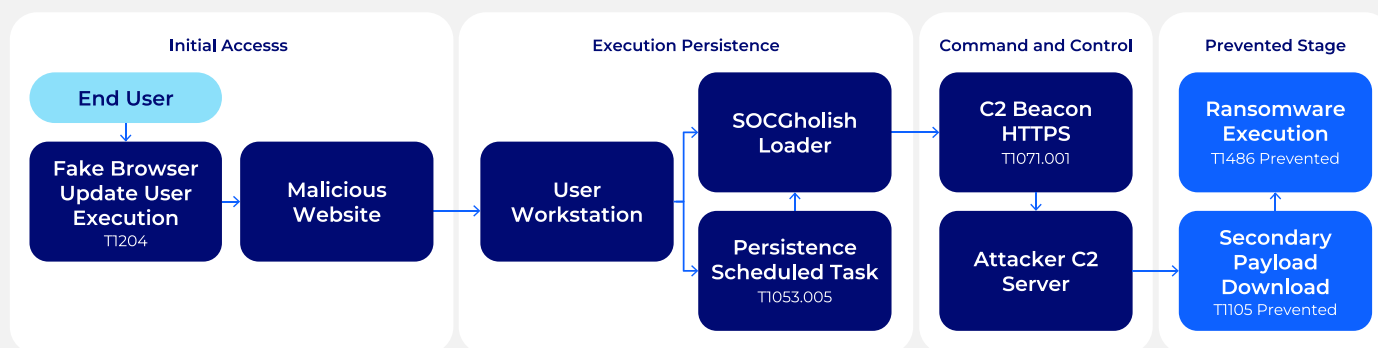 Initial Accesss
End User
Fake Browser
Update User
Execution
T1204
Malicious
Website
Execution Persistence
User
Workstation
SOCGholish
Loader
Persistence
Scheduled Task
T1053.005
Command and Control
C2 Beacon
HTTPS
T1071.001
Attacker C2
Server
Prevented Stage
Ransomware
Execution
T1486 Prevented
Secondary
Payload
Download
T1105 Prevented